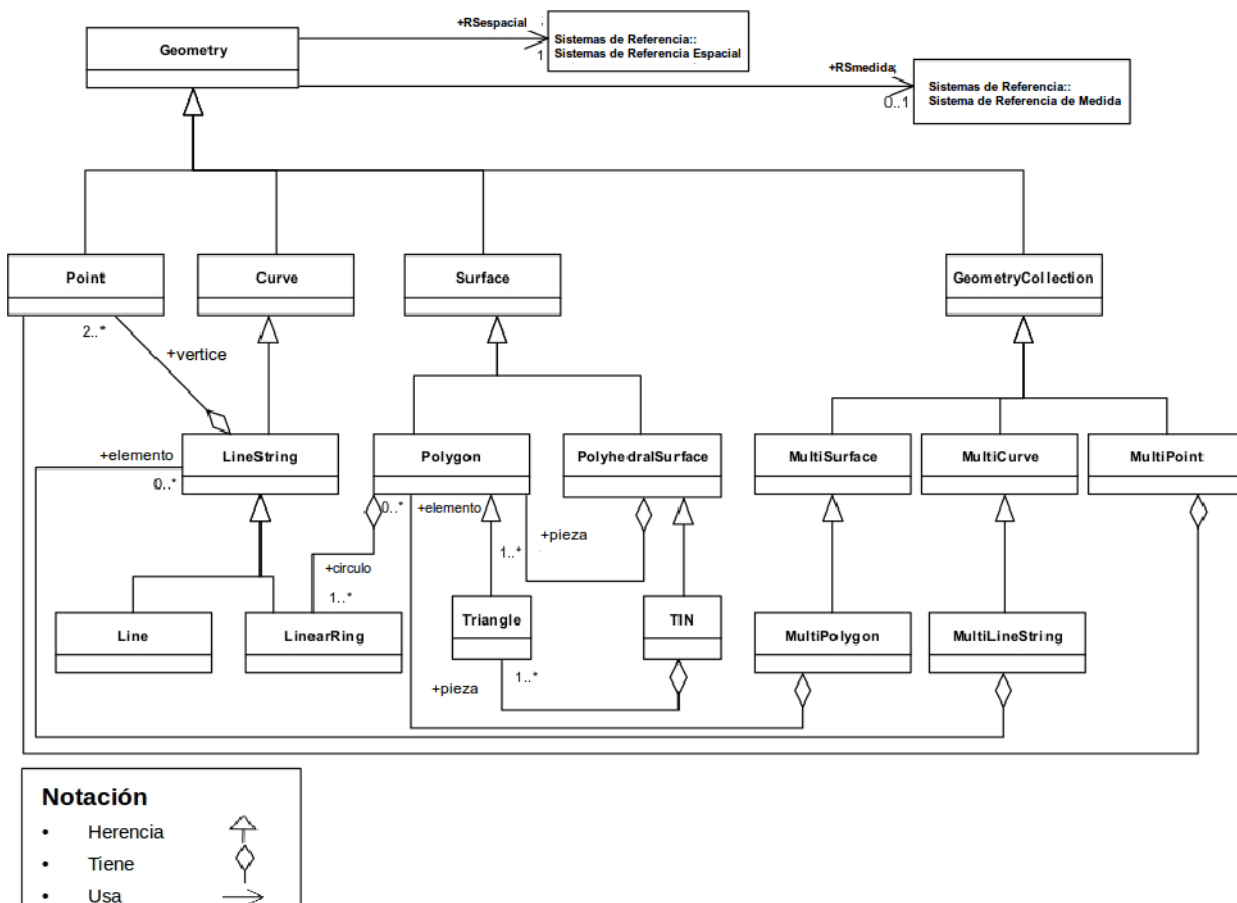 +RSespacial
Geometry
Sistemas de Referencia::
Sistemas de Referencia Espacial
1
+RSmedida
Sistemas de Referencia::
Sistema de Referencia de Medida
0..1
Point
Curve
Surface
GeometryCollection
2..*
+vertice
LineString
Polygon
PolyhedralSurface
MultiSurface
MultiCurve
MultiPoint
+elemento
0..*
0..*
+elemento
+pieza
1..*
+circulo
1..*
Line
LinearRing
Triangle
TIN
MultiPolygon
MultiLineString
+pieza
1..*
Notación
• Herencia
• Tiene
• Usa